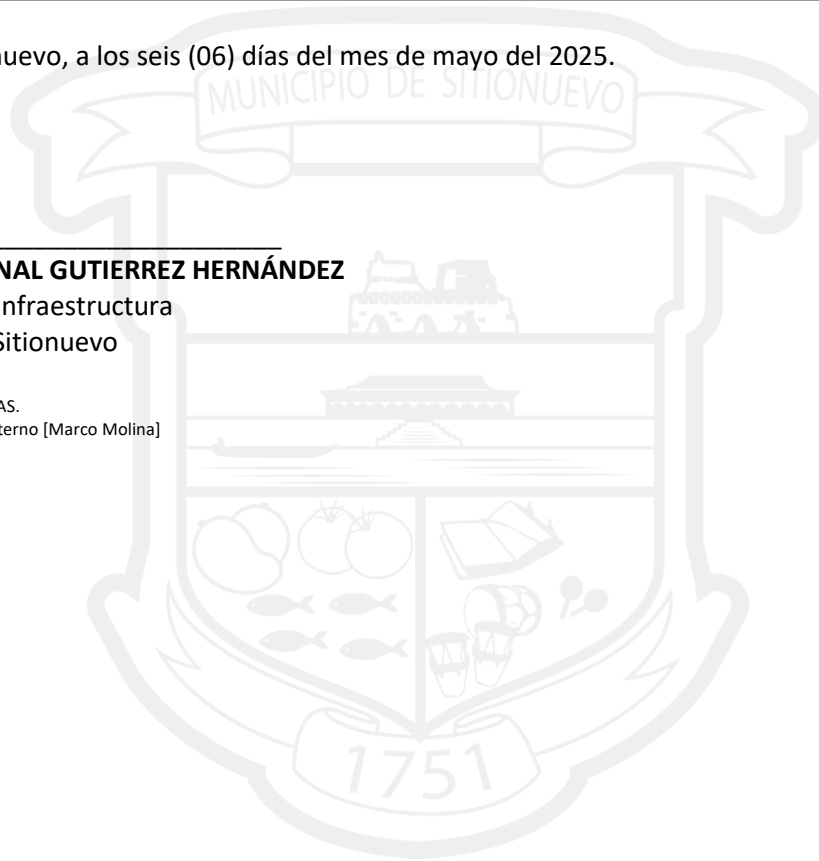 nuevo, a los seis (06) días del mes de mayo del 2025.
MUNICIPIO DE SITIONUEVO
NAL GUTIERREZ HERNÁNDEZ
nfraestructura
Sitionuevo
AS.
terno [Marco Molina]
1751